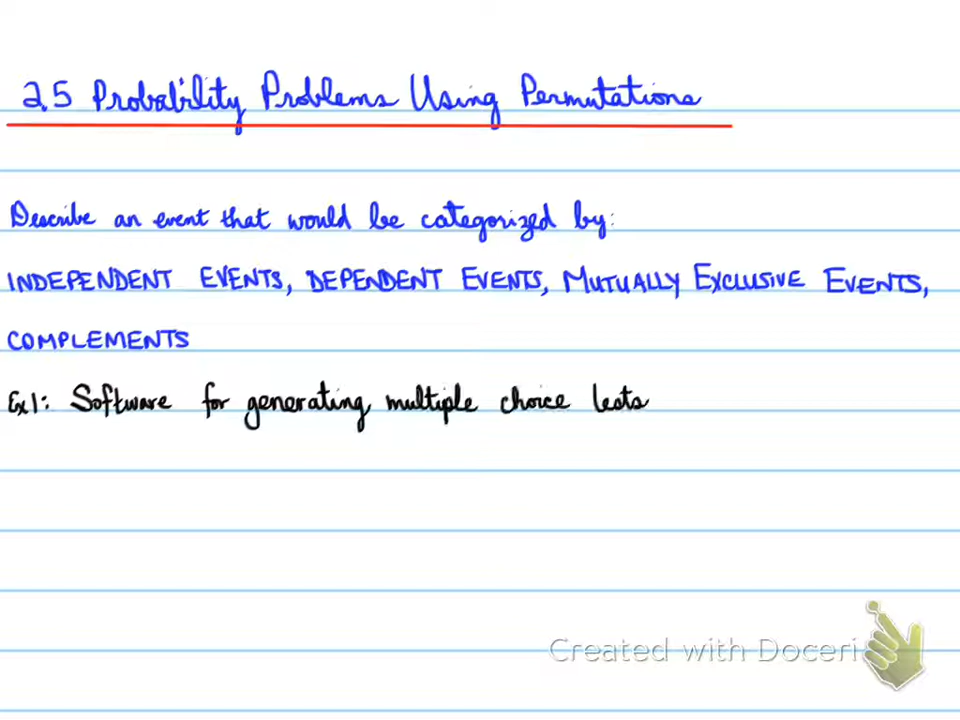 2.5 Probability Problems Using Permutations
Describe an event that would be categorized by:
INDEPENDENT EVENTS, DEPENDENT EVENTS, MUTUALLY EXCLUSIVE EVENTS,
COMPLEMENTS
Ex1: Software for generating multiple choice tests
Created with Doceri